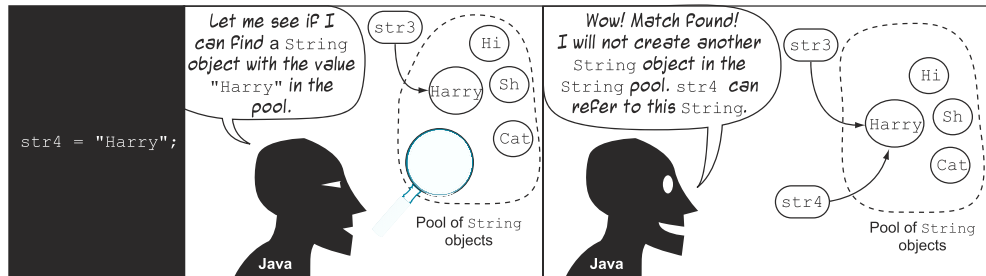 str4 = "Harry";
Let me see if I
can find a String
object with the value
"Harry" in the
pool.
Java
str3
Hi
Sh
Harry
Cat
Pool of String
objects
Wow! Match found!
I will not create another
String object in the
String pool. str4 can
refer to this String.
Java
str3
Hi
Sh
Harry
Cat
str4
Pool of String
objects